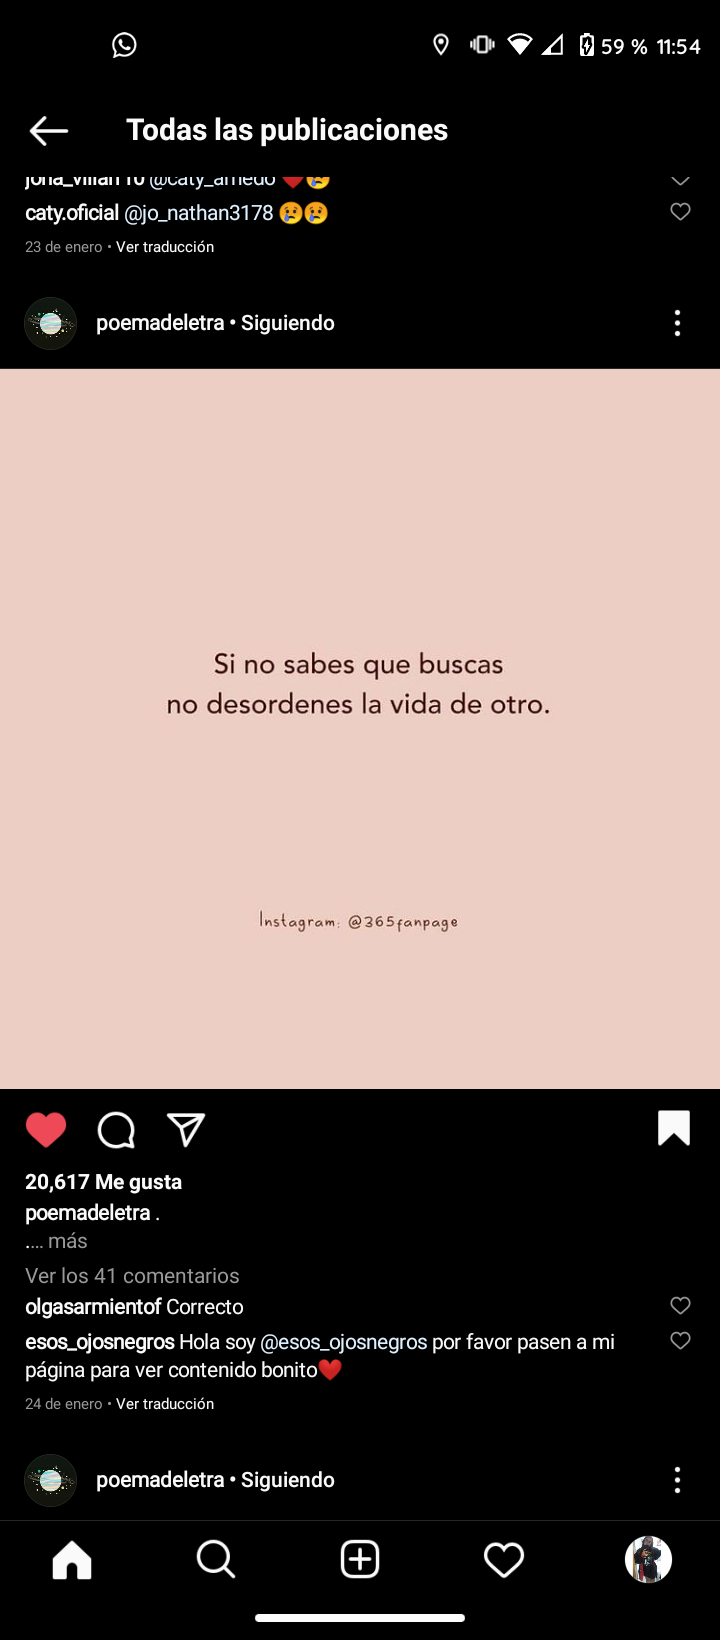 59 % 11:54
Todas las publicaciones
caty.oficial @jo_nathan3178 😢😢
23 de enero • Ver traducción
poemadeletra • Siguiendo
Si no sabes que buscas
no desordenes la vida de otro.
Instagram: @365fanpage
20,617 Me gusta
poemadeletra .
.... más
Ver los 41 comentarios
olgasarmientof Correcto
esos_ojosnegros Hola soy @esos_ojosnegros por favor pasen a mi
página para ver contenido bonito❤️
24 de enero • Ver traducción
poemadeletra • Siguiendo